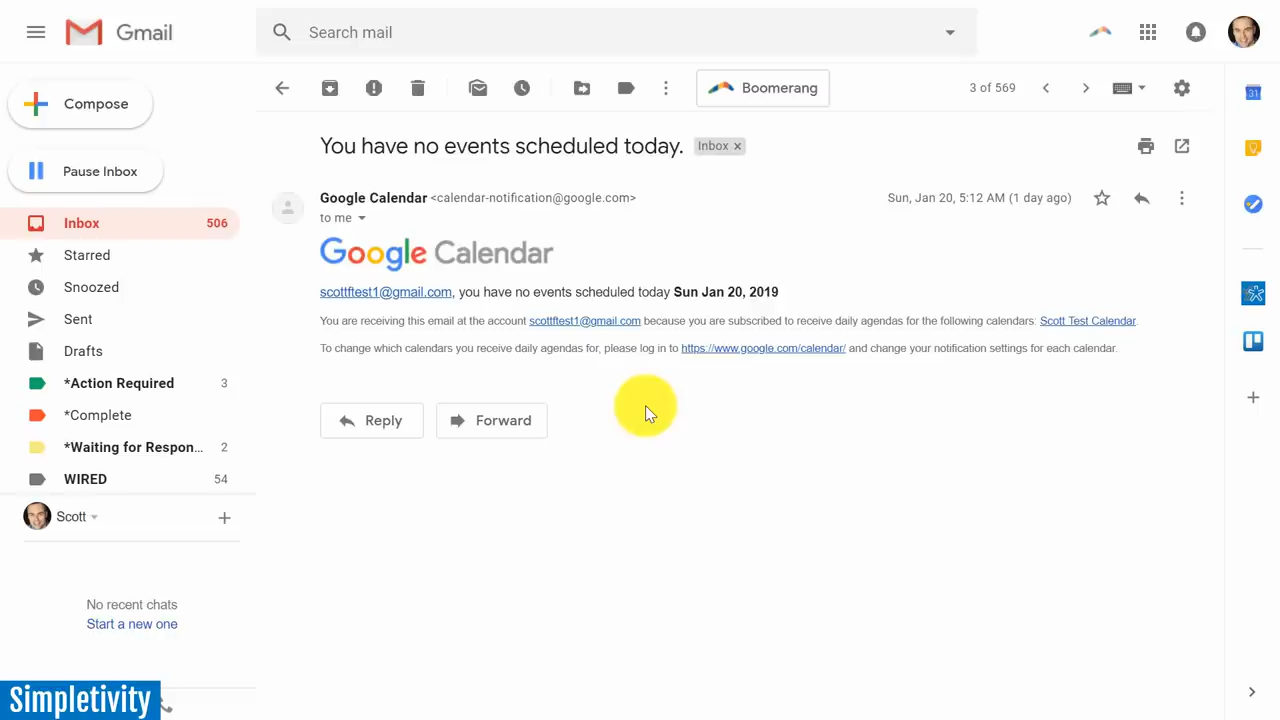 Gmail
Search mail
Compose
Boomerang
3 of 569
31
You have no events scheduled today.
Inbox ×
Pause Inbox
Google Calendar <calendar-notification@google.com>
Sun, Jan 20, 5:12 AM (1 day ago)
to me
Inbox 506
Starred
Snoozed
Sent
Drafts
*Action Required 3
*Complete
*Waiting for Respon... 2
WIRED 54
Google Calendar
scottftest1@gmail.com, you have no events scheduled today Sun Jan 20, 2019
You are receiving this email at the account scottftest1@gmail.com because you are subscribed to receive daily agendas for the following calendars: Scott Test Calendar.
To change which calendars you receive daily agendas for, please log in to https://www.google.com/calendar/ and change your notification settings for each calendar.
Reply
Forward
Scott
No recent chats
Start a new one
Simpletivity